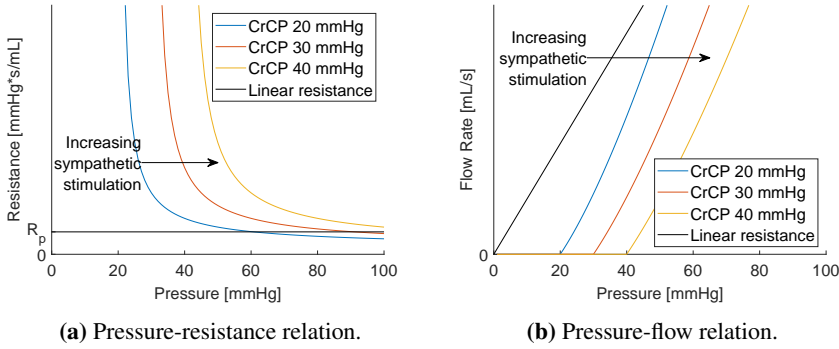 Resistance [mmHg*s/mL]
CrCP 20 mmHg
CrCP 30 mmHg
CrCP 40 mmHg
Linear resistance
Increasing
sympathetic
stimulation
Rp
0
0 20 40 60 80 100
Pressure [mmHg]
(a) Pressure-resistance relation.
Flow Rate [mL/s]
Increasing
sympathetic
stimulation
CrCP 20 mmHg
CrCP 30 mmHg
CrCP 40 mmHg
Linear resistance
0
0 20 40 60 80 100
Pressure [mmHg]
(b) Pressure-flow relation.